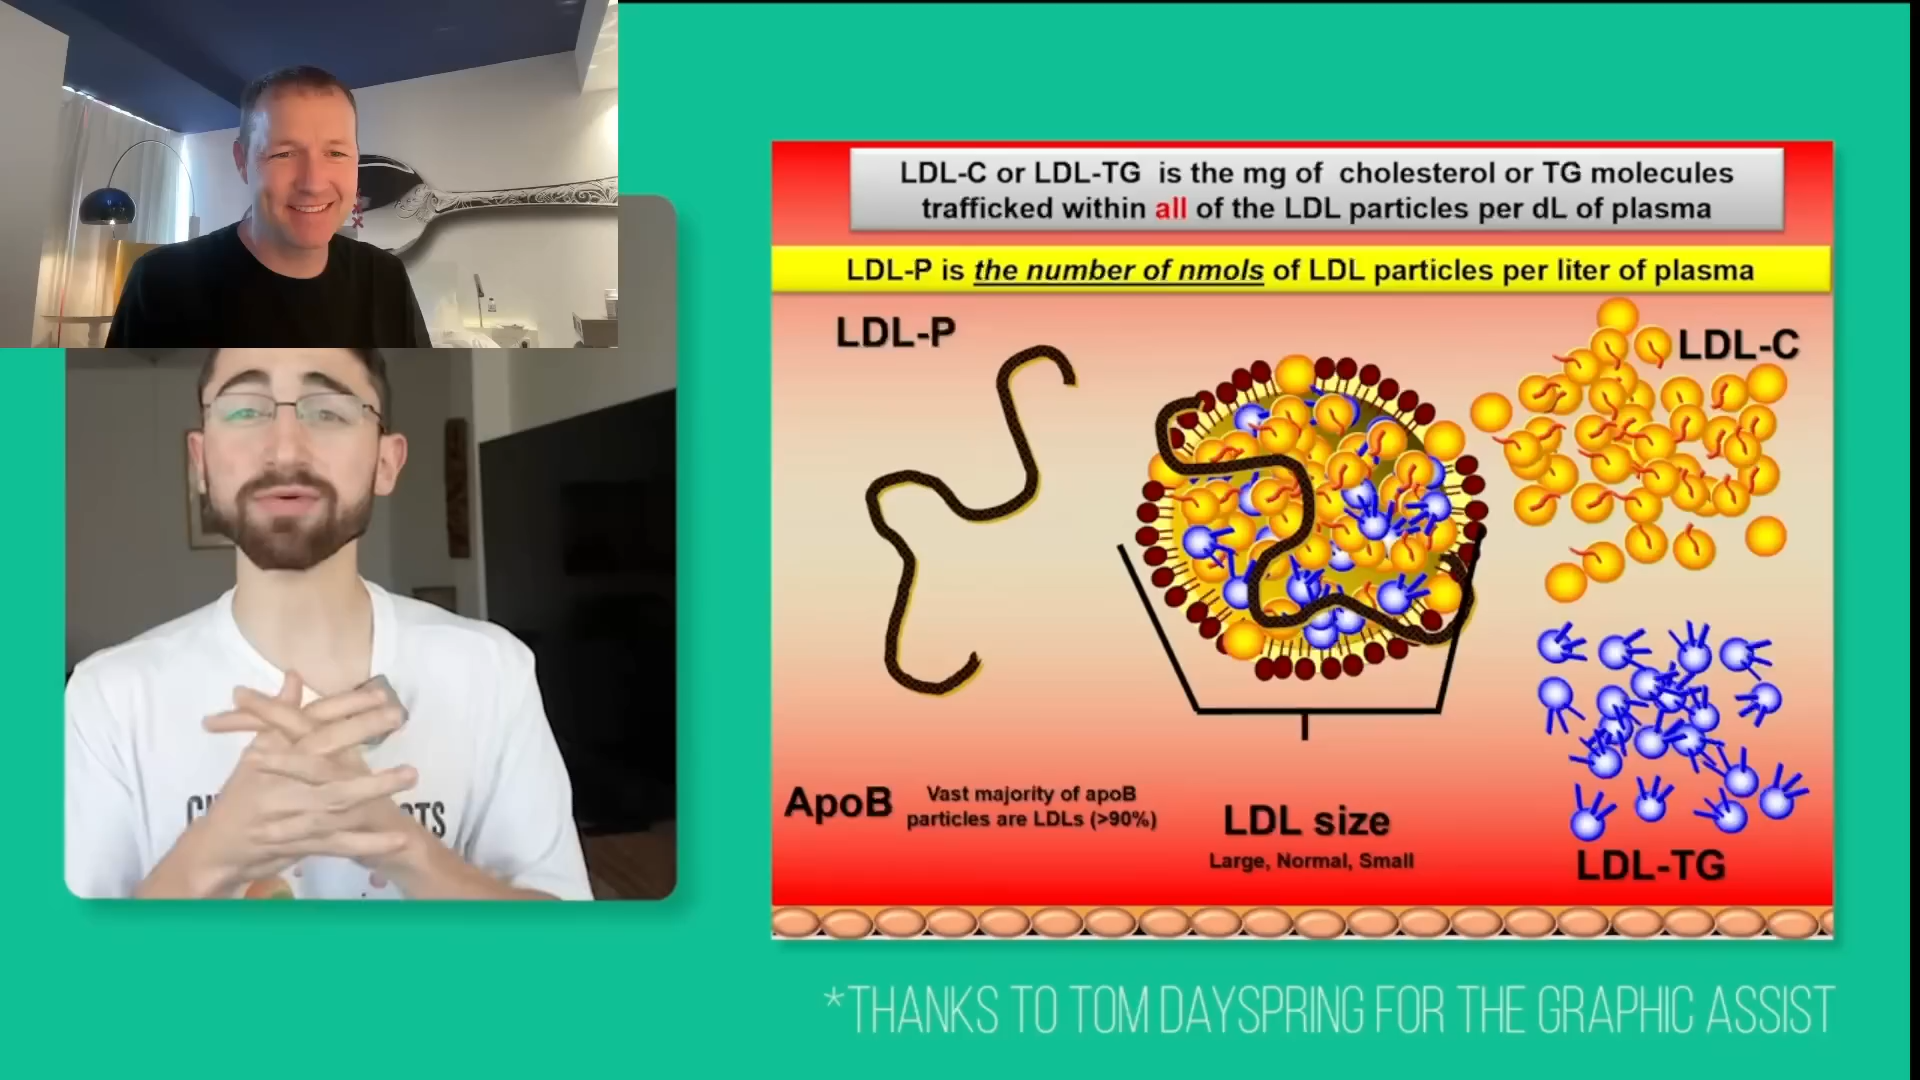 LDL-C or LDL-TG is the mg of cholesterol or TG molecules
trafficked within all of the LDL particles per dL of plasma
LDL-P is the number of nmols of LDL particles per liter of plasma
LDL-P
LDL-C
ApoB
Vast majority of apoB
particles are LDLs (>90%)
LDL size
Large, Normal, Small
LDL-TG
*THANKS TO TOM DAYSPRING FOR THE GRAPHIC ASSIST